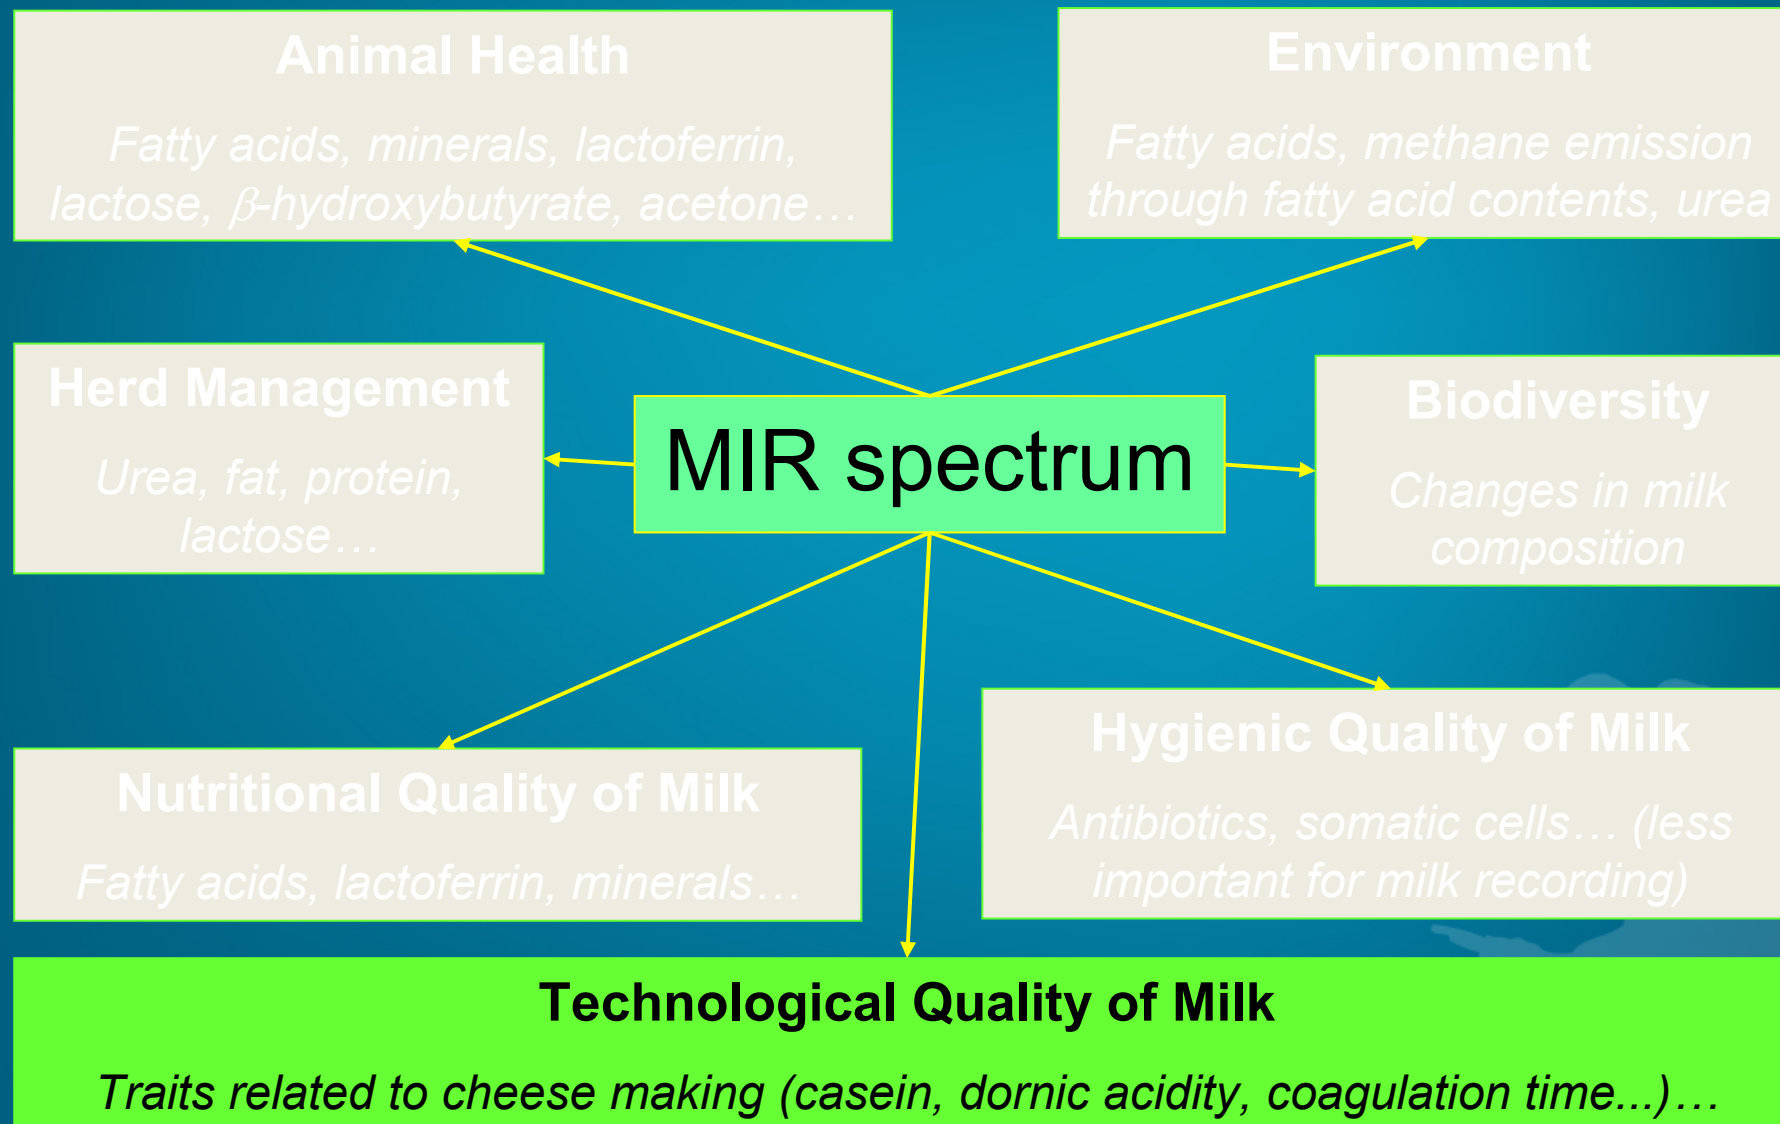 Animal Health
Fatty acids, minerals, lactoferrin,
lactose, β-hydroxybutyrate, acetone…
Environment
Fatty acids, methane emission
through fatty acid contents, urea
Herd Management
Urea, fat, protein,
lactose…
MIR spectrum
Biodiversity
Changes in milk
composition
Nutritional Quality of Milk
Fatty acids, lactoferrin, minerals…
Hygienic Quality of Milk
Antibiotics, somatic cells… (less
important for milk recording)
Technological Quality of Milk
Traits related to cheese making (casein, dornic acidity, coagulation time...)…